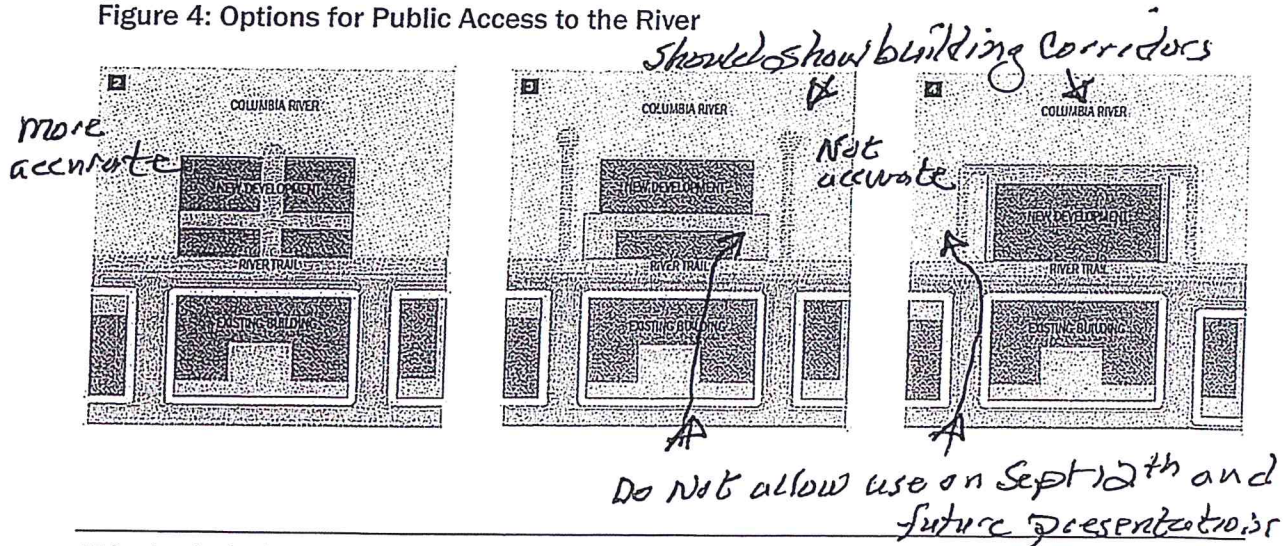 Figure 4: Options for Public Access to the River
Should show building Corridors
2
COLUMBIA RIVER
More
accurate
NEW DEVELOPMENT
RIVER TRAIL
EXISTING BUILDING
3
COLUMBIA RIVER
NEW DEVELOPMENT
RIVER TRAIL
EXISTING BUILDING
Not
accurate
4
COLUMBIA RIVER
NEW DEVELOPMENT
RIVER TRAIL
EXISTING BUILDING
Do Not allow use on Sept 12th and
future presentations